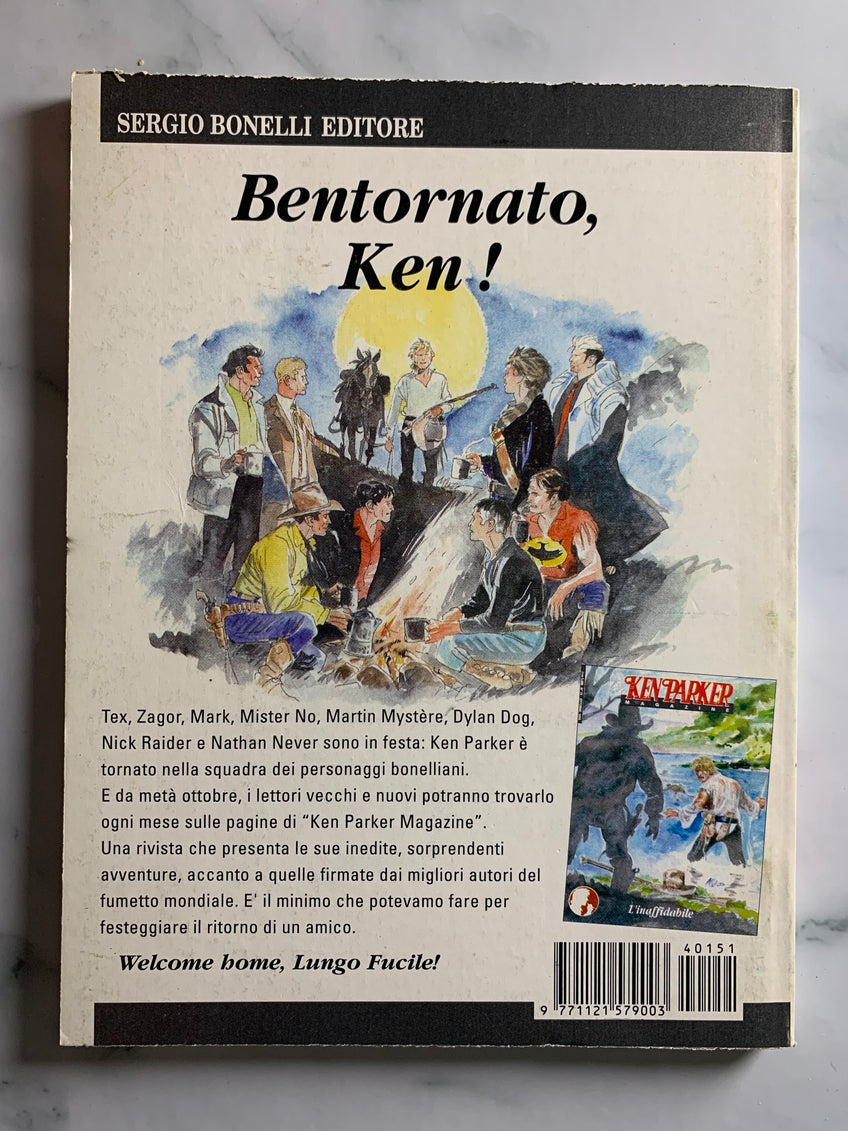 SERGIO BONELLI EDITORE
Bentornato,
Ken !
Tex, Zagor, Mark, Mister No, Martin Mystère, Dylan Dog,
Nick Raider e Nathan Never sono in festa: Ken Parker è
tornato nella squadra dei personaggi bonelliani.
E da metà ottobre, i lettori vecchi e nuovi potranno trovarlo
ogni mese sulle pagine di “Ken Parker Magazine”.
Una rivista che presenta le sue inedite, sorprendenti
avventure, accanto a quelle firmate dai migliori autori del
fumetto mondiale. E' il minimo che potevamo fare per
festeggiare il ritorno di un amico.
Welcome home, Lungo Fucile!
KEN PARKER
MAGAZINE
L'inaffidabile
40151
9 771121 579003